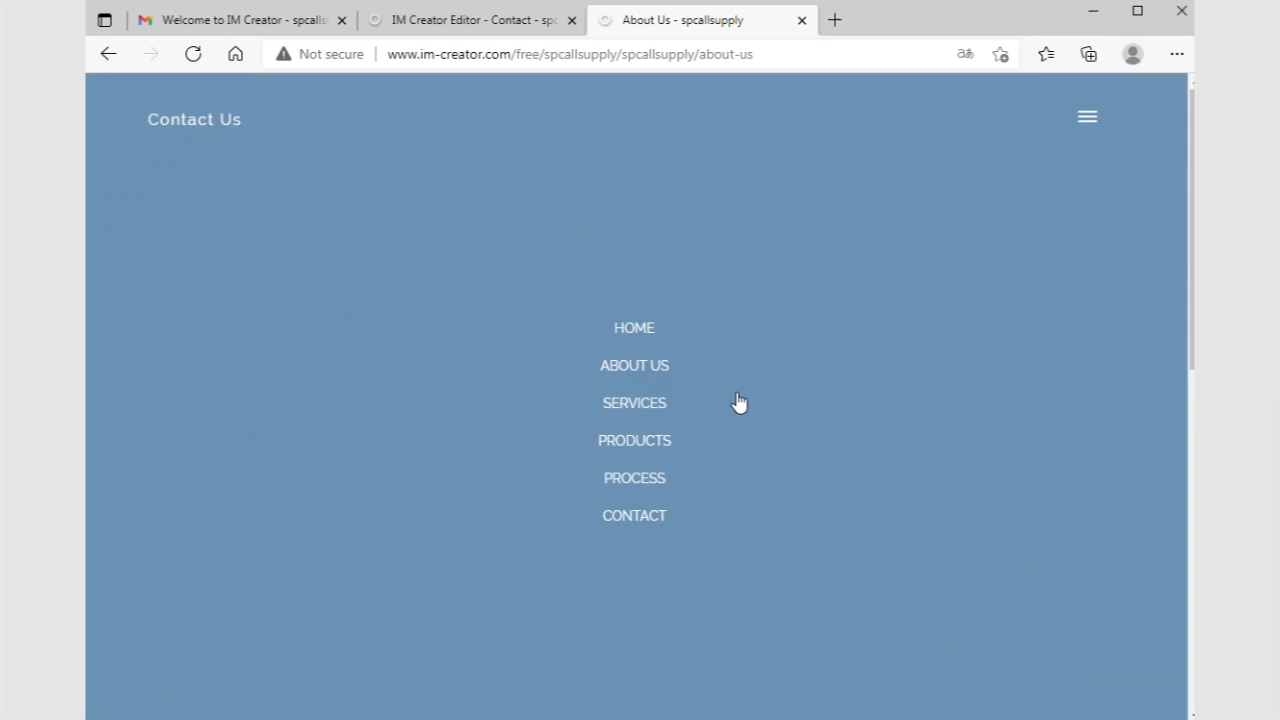 Welcome to IM Creator - spcalls
IM Creator Editor - Contact - spc
About Us - spcallsupply
Not secure
www.im-creator.com/free/spcallsupply/spcallsupply/about-us
Contact Us
HOME
ABOUT US
SERVICES
PRODUCTS
PROCESS
CONTACT